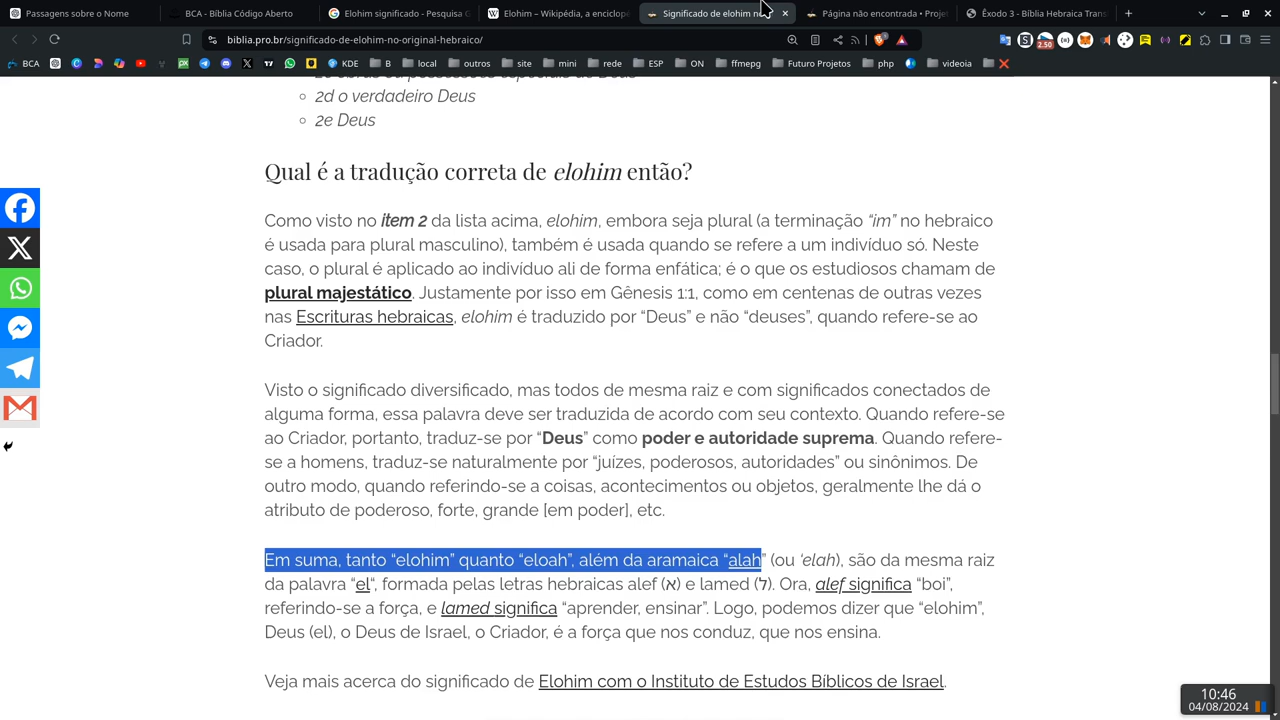 Passagens sobre o Nome
BCA - Bíblia Código Aberto
Elohim significado - Pesquisa G
Elohim – Wikipédia, a enciclope
Significado de elohim no
Página não encontrada • Proje
Êxodo 3 - Bíblia Hebraica Trans
biblia.pro.br/significado-de-elohim-no-original-hebraico/
2.50
BCA
KDE
B
local
outros
site
mini
rede
ESP
ON
ffmepg
Futuro Projetos
php
videoia
2c obras ou possessões especiais de Deus
2d o verdadeiro Deus
2e Deus
Qual é a tradução correta de elohim então?
Como visto no item 2 da lista acima, elohim, embora seja plural (a terminação “im” no hebraico
é usada para plural masculino), também é usada quando se refere a um indivíduo só. Neste
caso, o plural é aplicado ao indivíduo ali de forma enfática; é o que os estudiosos chamam de
plural majestático. Justamente por isso em Gênesis 1:1, como em centenas de outras vezes
nas Escrituras hebraicas, elohim é traduzido por “Deus” e não “deuses”, quando refere-se ao
Criador.
Visto o significado diversificado, mas todos de mesma raiz e com significados conectados de
alguma forma, essa palavra deve ser traduzida de acordo com seu contexto. Quando refere-se
ao Criador, portanto, traduz-se por “Deus” como poder e autoridade suprema. Quando refere-
se a homens, traduz-se naturalmente por “juízes, poderosos, autoridades” ou sinônimos. De
outro modo, quando referindo-se a coisas, acontecimentos ou objetos, geralmente lhe dá o
atributo de poderoso, forte, grande [em poder], etc.
Em suma, tanto “elohim” quanto “eloah”, além da aramaica “alah” (ou ‘elah), são da mesma raiz
da palavra “el“, formada pelas letras hebraicas alef (א) e lamed (ל). Ora, alef significa “boi”,
referindo-se a força, e lamed significa “aprender, ensinar”. Logo, podemos dizer que “elohim”,
Deus (el), o Deus de Israel, o Criador, é a força que nos conduz, que nos ensina.
Veja mais acerca do significado de Elohim com o Instituto de Estudos Bíblicos de Israel.
10:46
04/08/2024